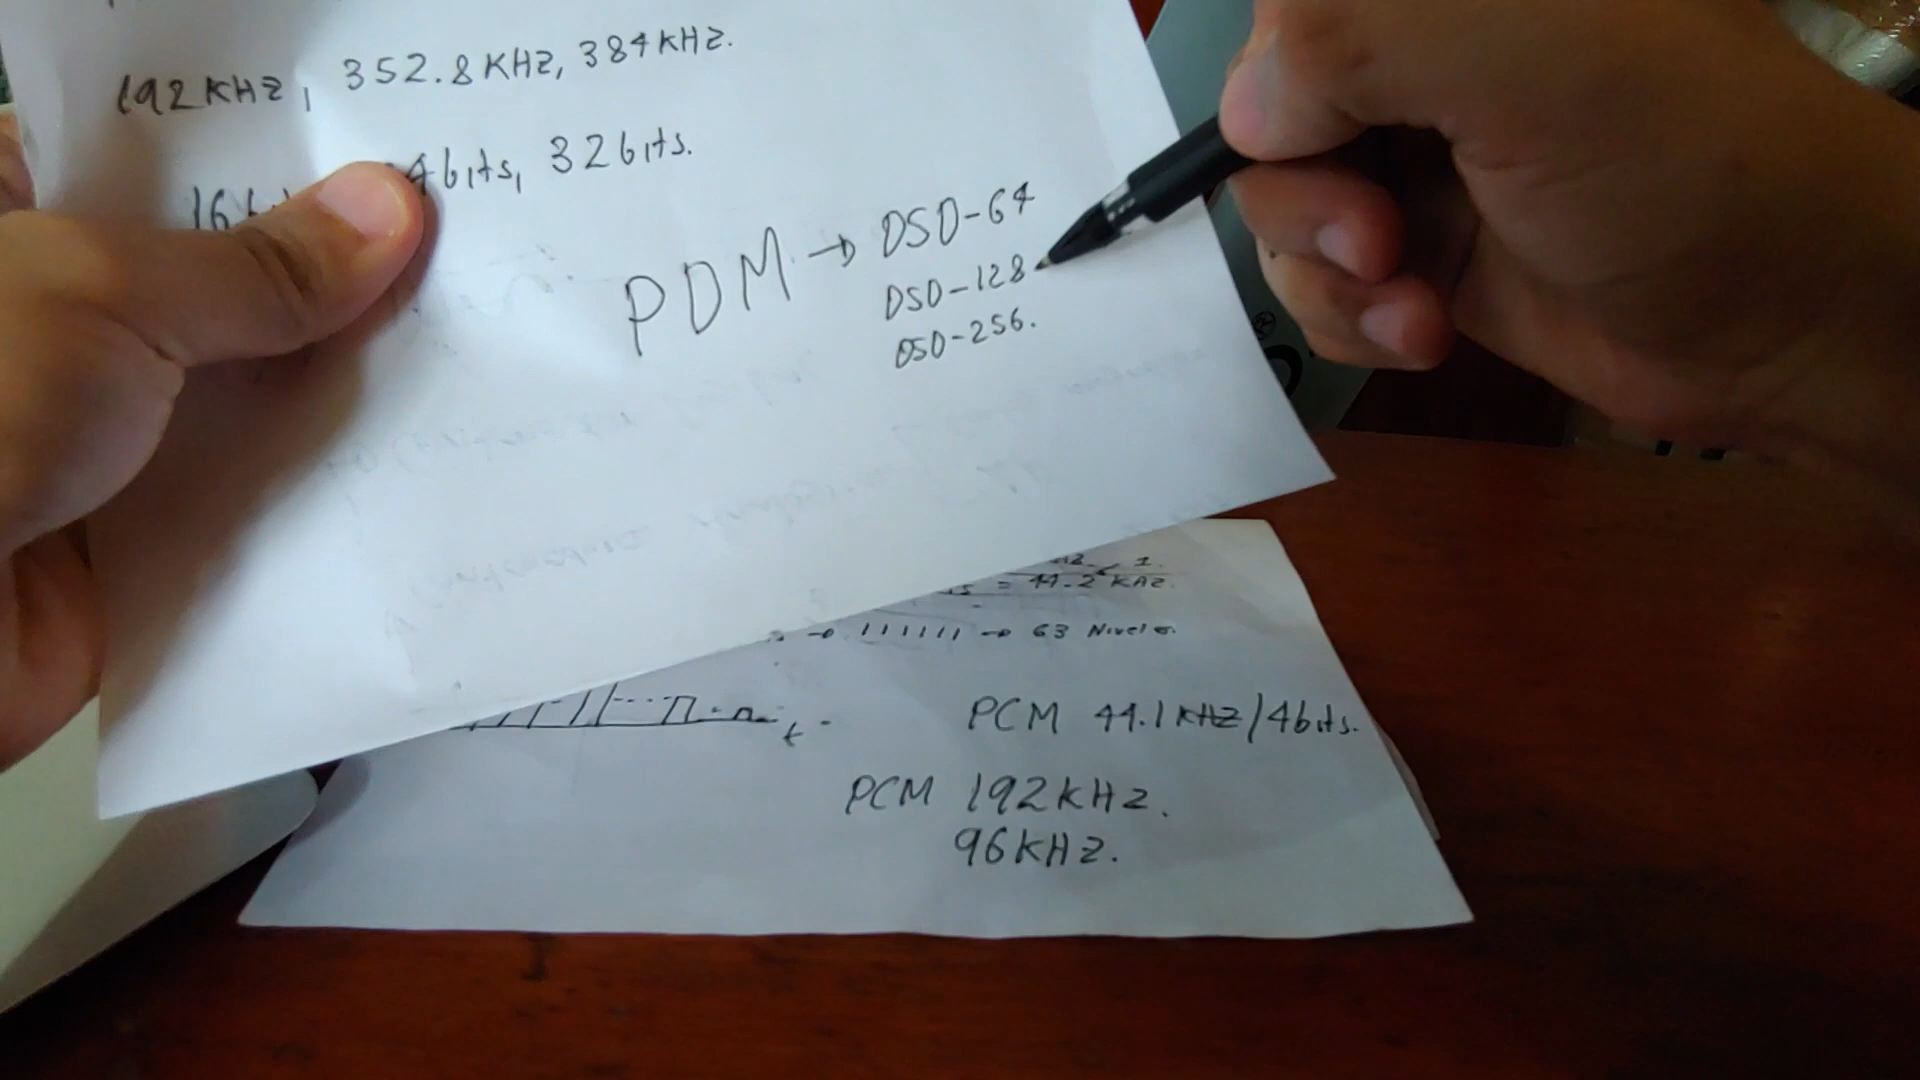 192KHz, 352.8KHz, 384KHz.
4bits, 32bits.
PDM → DSD-64
DSD-128
DSD-256.
= 44.2 KHz.
→ 111111 → 63 Niveles.
t
PCM 44.1KHz/4bits.
PCM 192KHz.
96KHz.